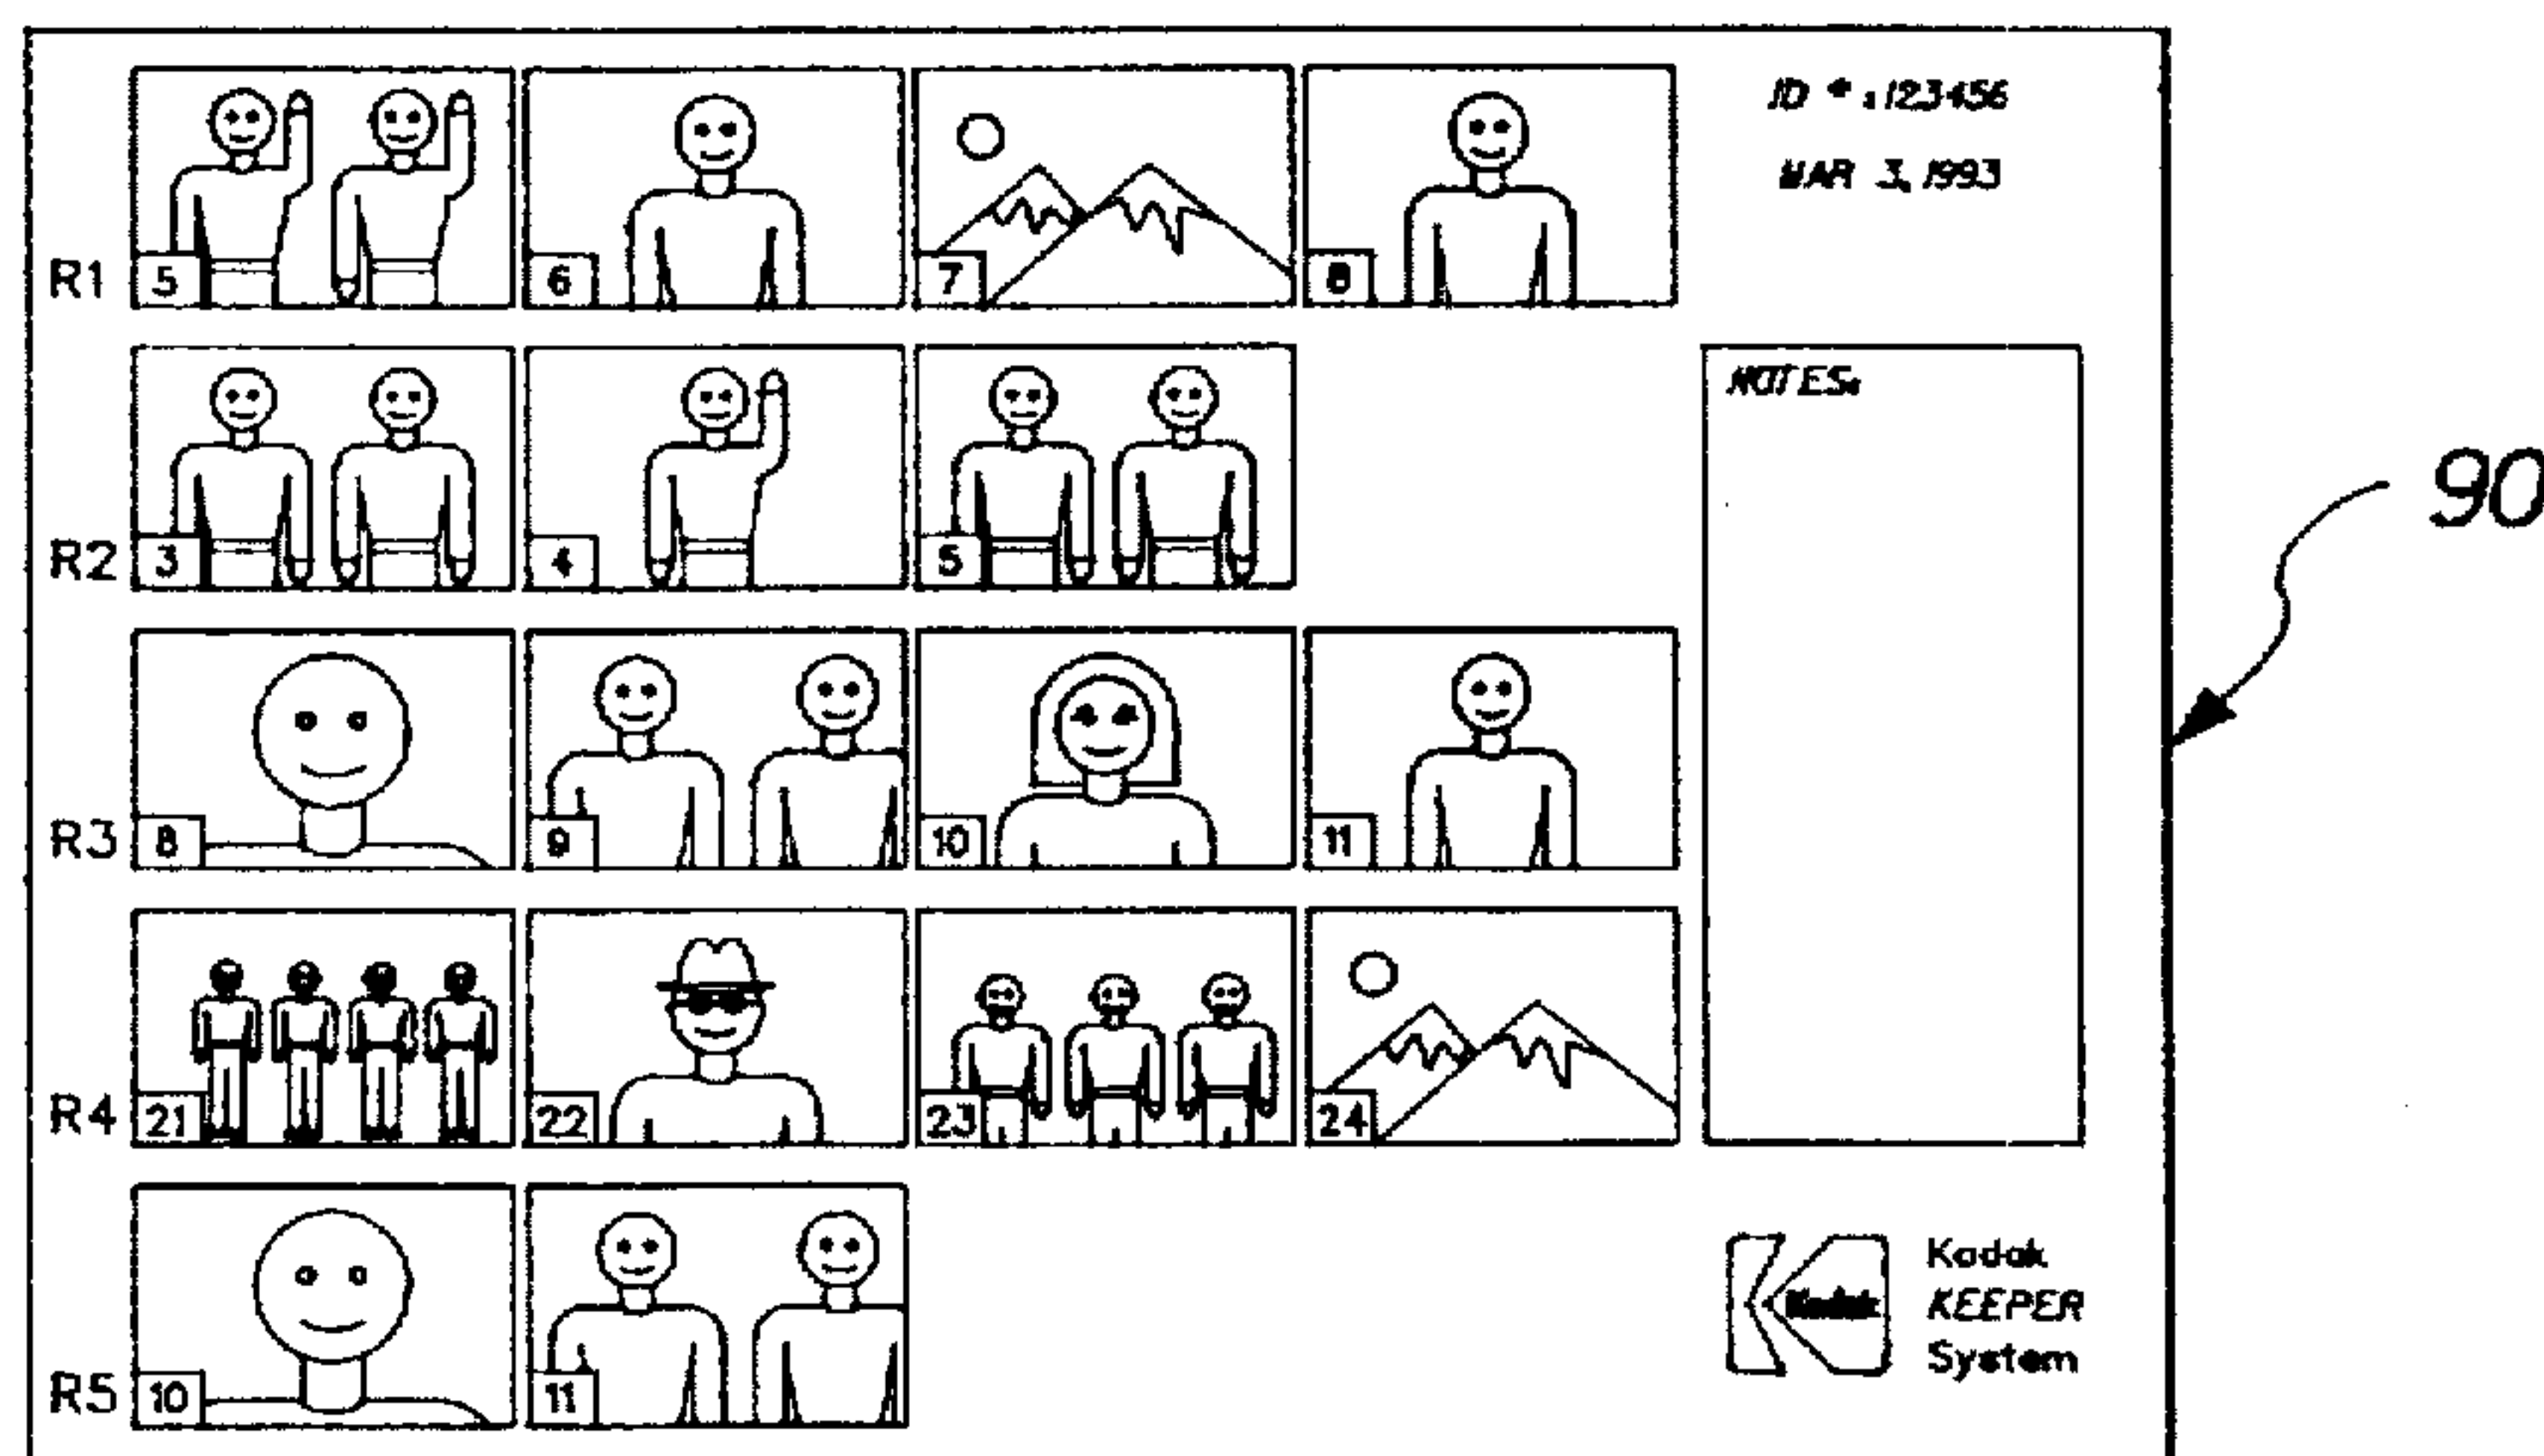 ID #: 123456
MAR 3, 1993
R1 5 6 7 8
NOTES:
90
R2 3 4 5
R3 8 9 10 11
R4 21 22 23 24
R5 10 11
Kodak
Kodak
KEEPER
System